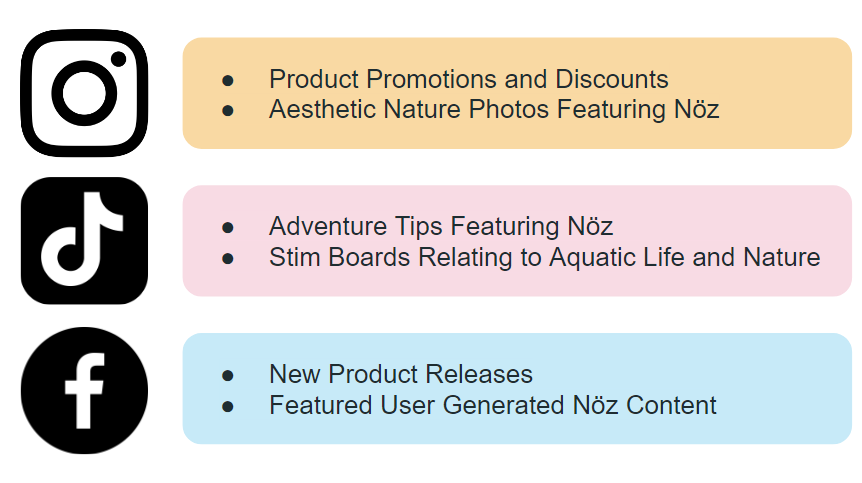 ● Product Promotions and Discounts
● Aesthetic Nature Photos Featuring Nöz
● Adventure Tips Featuring Nöz
● Stim Boards Relating to Aquatic Life and Nature
● New Product Releases
● Featured User Generated Nöz Content